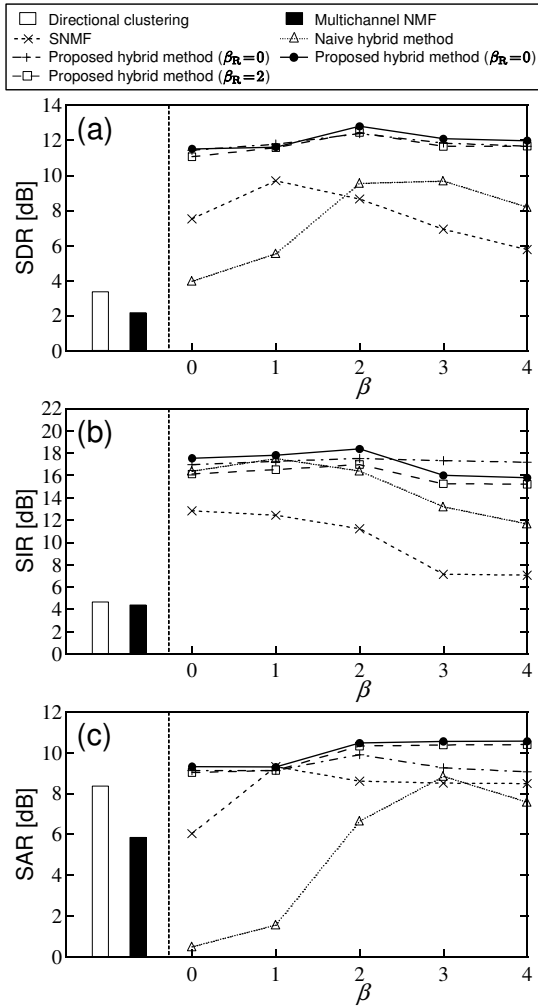 Directional clustering Multichannel NMF
SNMF Naive hybrid method
Proposed hybrid method (βR=0) Proposed hybrid method (βR=0)
Proposed hybrid method (βR=2)
(a)
SDR [dB]
14
12
10
8
6
4
2
0
0 1 2 3 4
β
(b)
SIR [dB]
22
20
18
16
14
12
10
8
6
4
2
0
0 1 2 3 4
β
(c)
SAR [dB]
12
10
8
6
4
2
0
0 1 2 3 4
β